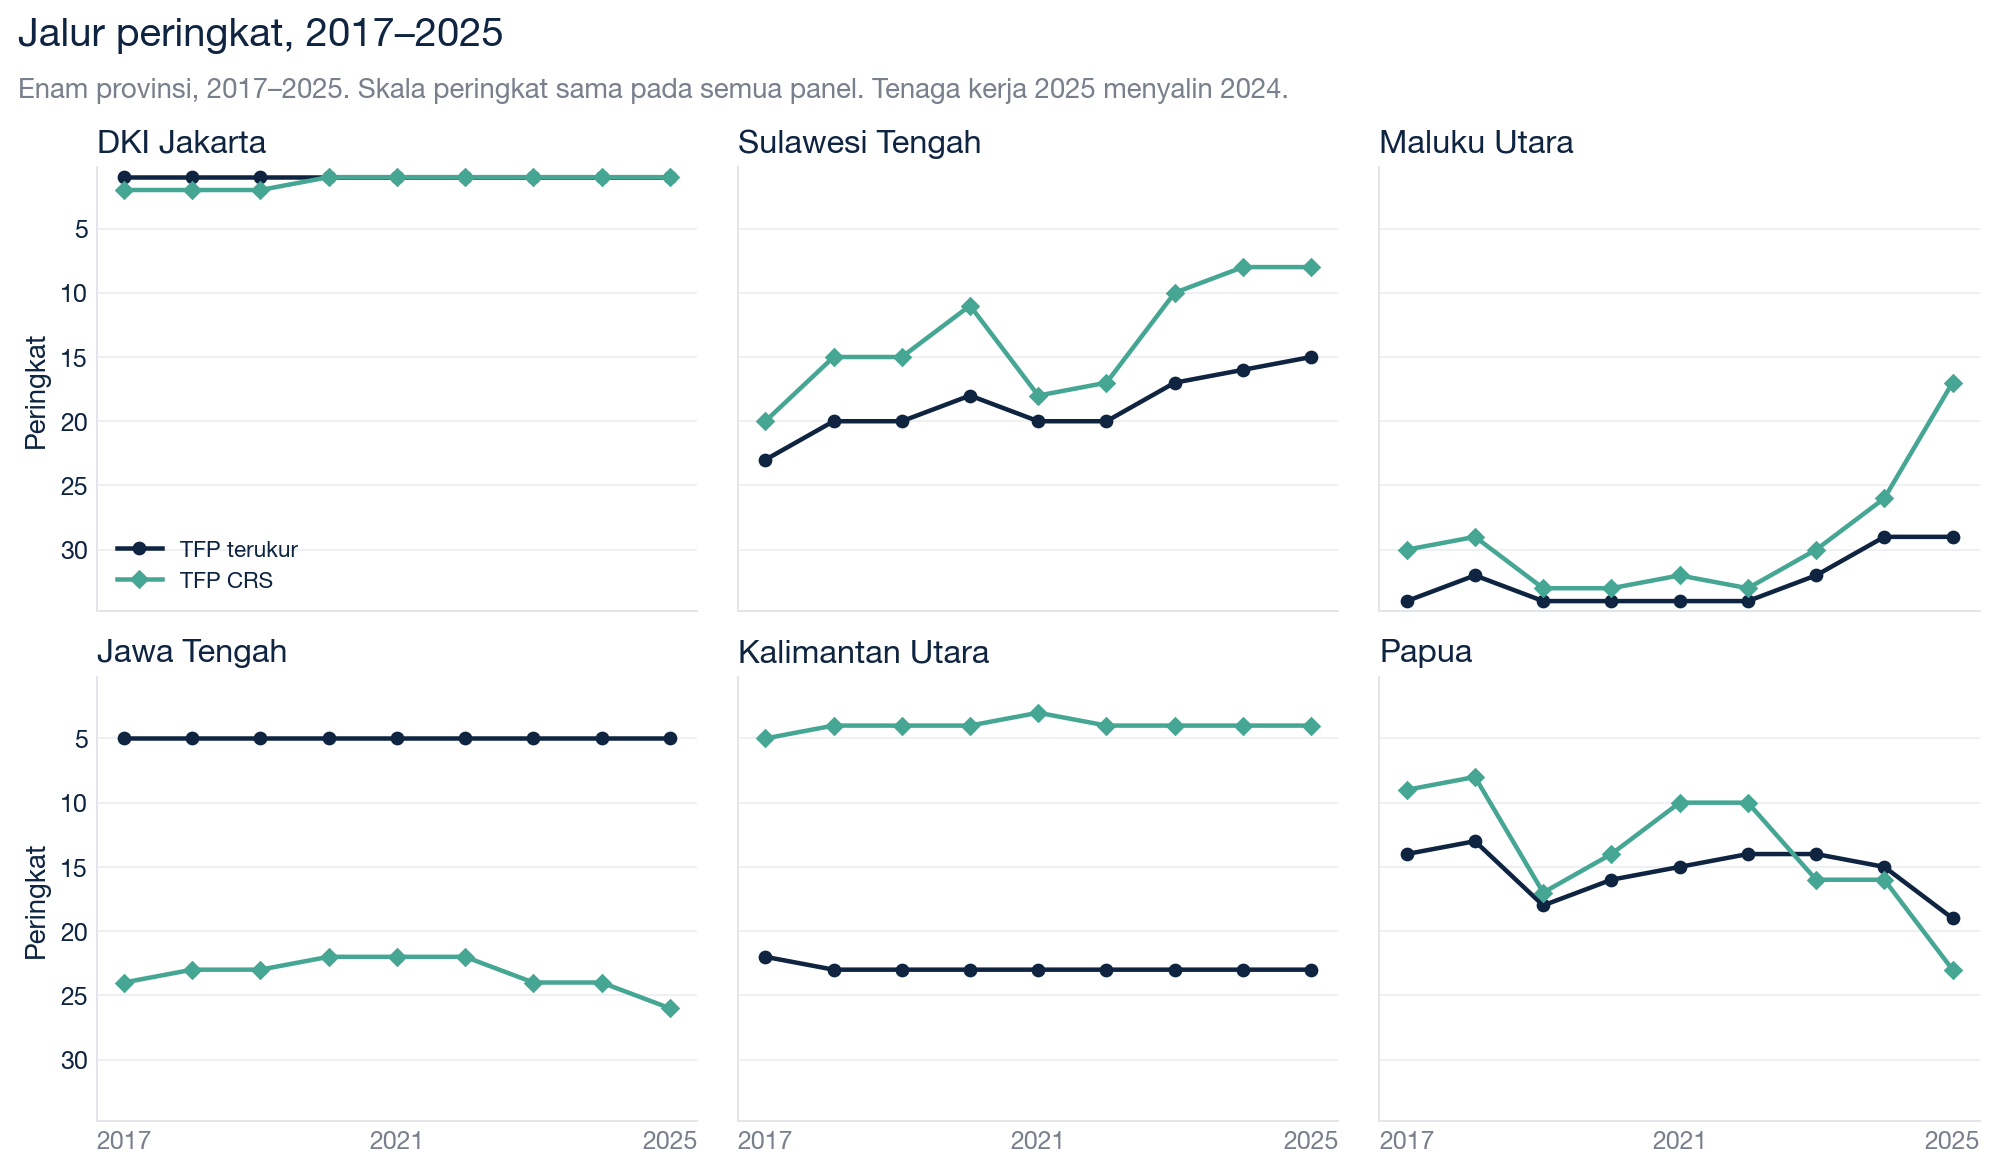 Jalur peringkat, 2017–2025
Enam provinsi, 2017–2025. Skala peringkat sama pada semua panel. Tenaga kerja 2025 menyalin 2024.
DKI Jakarta
Sulawesi Tengah
Maluku Utara
Peringkat
5
10
15
20
25
30
TFP terukur
TFP CRS
Jawa Tengah
Kalimantan Utara
Papua
Peringkat
5
10
15
20
25
30
2017 2021 2025
2017 2021 2025
2017 2021 2025